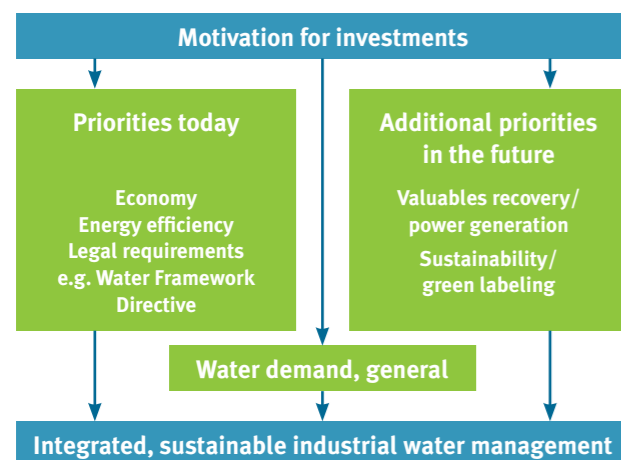 Motivation for investments
Priorities today
Economy
Energy efficiency
Legal requirements
e.g. Water Framework
Directive
Additional priorities
in the future
Valuables recovery/
power generation
Sustainability/
green labeling
Water demand, general
Integrated, sustainable industrial water management